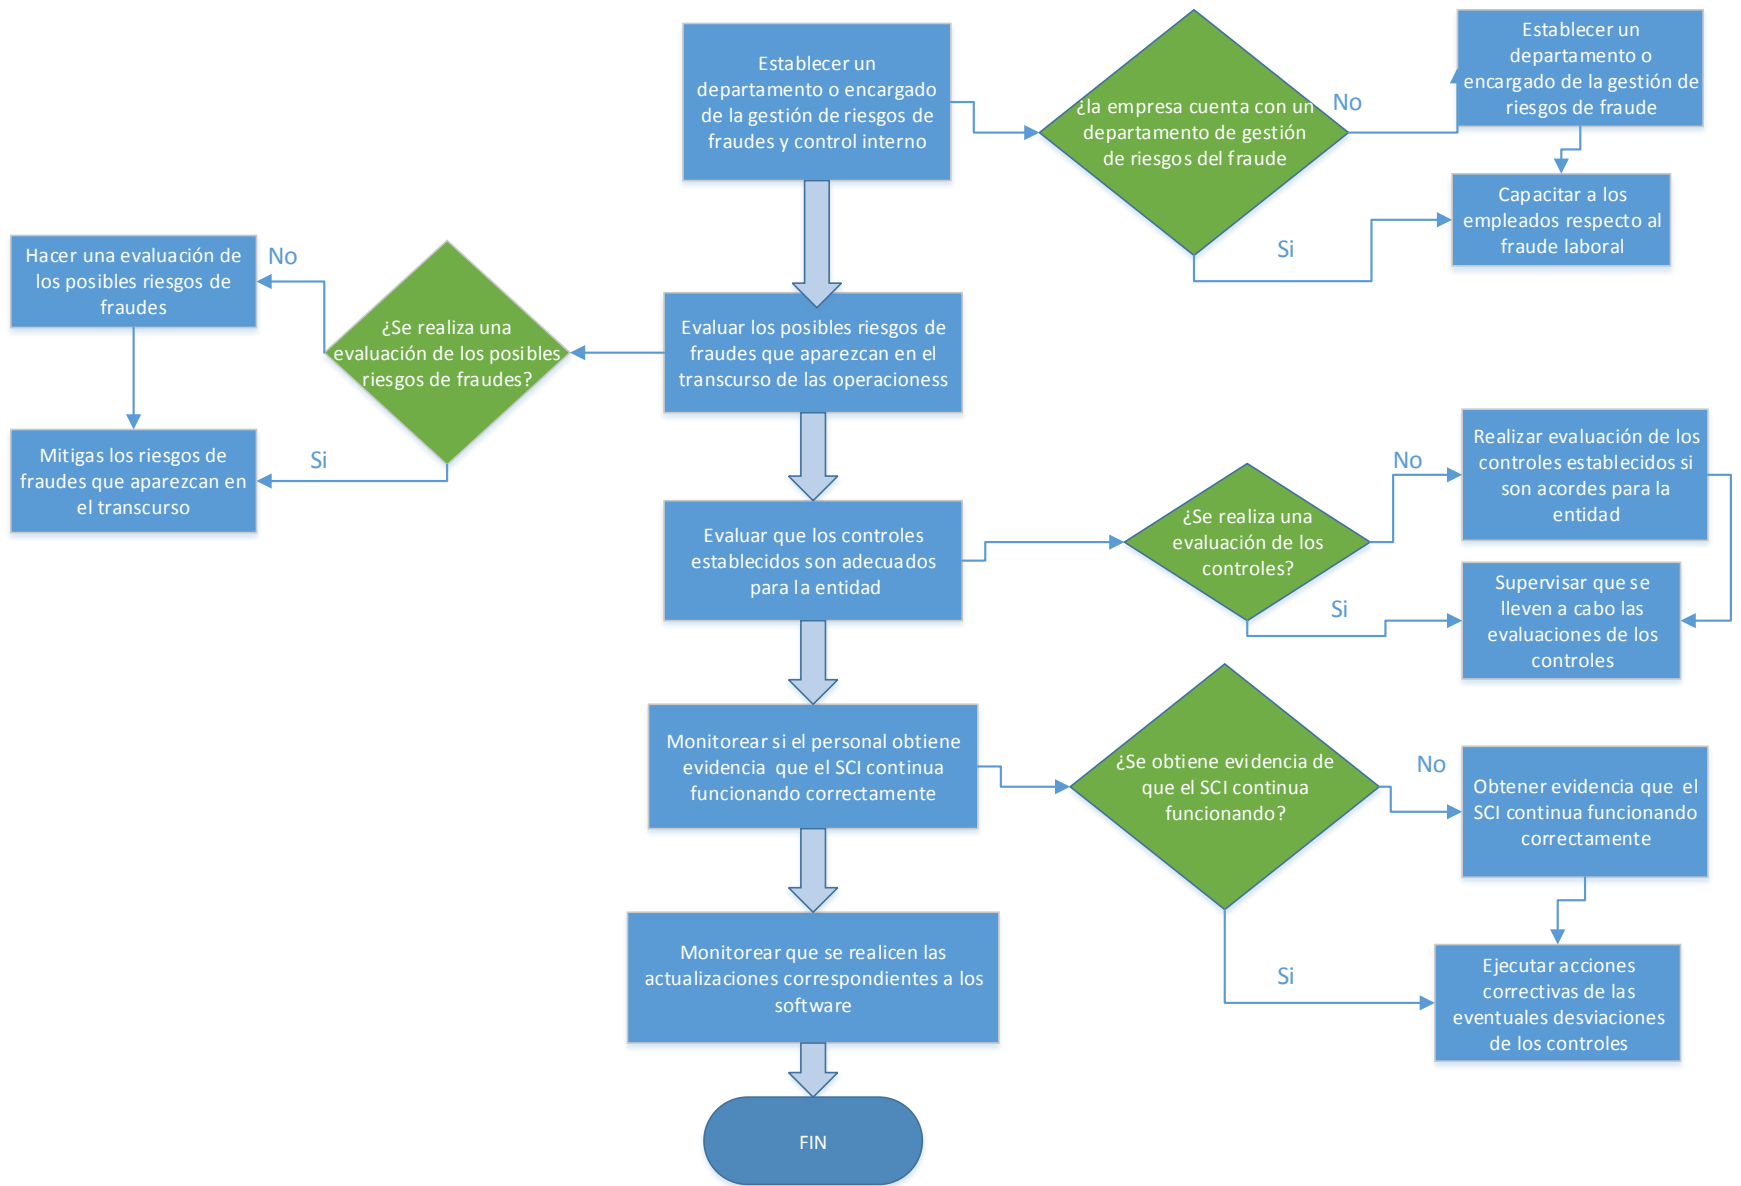 Establecer un
departamento o encargado
de la gestión de riesgos de
fraudes y control interno
¿la empresa cuenta con un
departamento de gestión
de riesgos del fraude
No
Establecer un
departamento o
encargado de la gestión de
riesgos de fraude
Si
Capacitar a los
empleados respecto al
fraude laboral
Evaluar los posibles riesgos de
fraudes que aparezcan en el
transcurso de las operacioness
¿Se realiza una
evaluación de los posibles
riesgos de fraudes?
No
Hacer una evaluación de
los posibles riesgos de
fraudes
Si
Mitigas los riesgos de
fraudes que aparezcan en
el transcurso
Evaluar que los controles
establecidos son adecuados
para la entidad
¿Se realiza una
evaluación de los
controles?
No
Realizar evaluación de los
controles establecidos si
son acordes para la
entidad
Si
Supervisar que se
lleven a cabo las
evaluaciones de los
controles
Monitorear si el personal obtiene
evidencia que el SCI continua
funcionando correctamente
¿Se obtiene evidencia de
que el SCI continua
funcionando?
No
Obtener evidencia que el
SCI continua funcionando
correctamente
Si
Ejecutar acciones
correctivas de las
eventuales desviaciones
de los controles
Monitorear que se realicen las
actualizaciones correspondientes a los
software
FIN